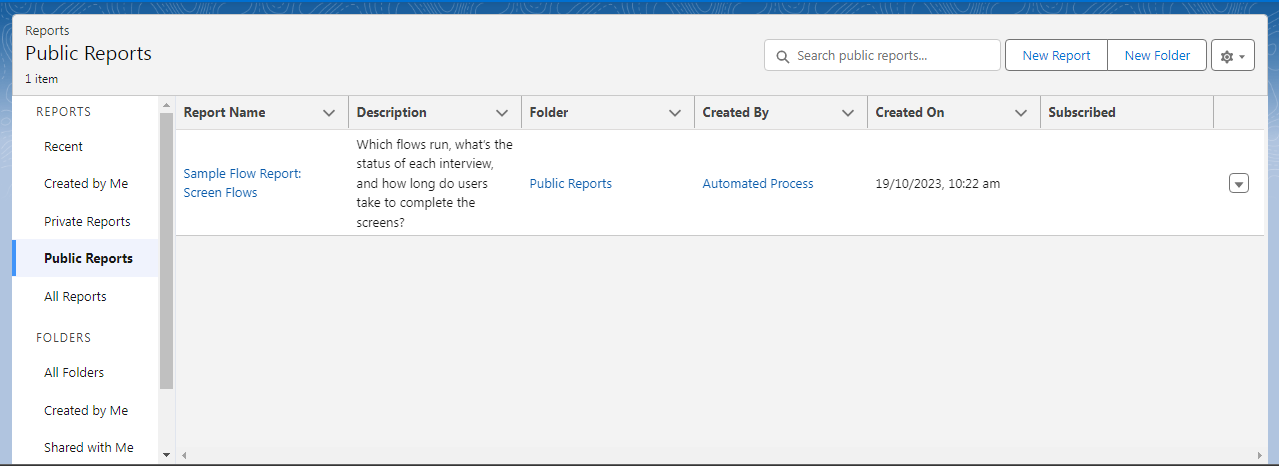 Reports
Public Reports
1 item
Search public reports...
New Report
New Folder
REPORTS
Recent
Created by Me
Private Reports
Public Reports
All Reports
FOLDERS
All Folders
Created by Me
Shared with Me
Report Name
Description
Folder
Created By
Created On
Subscribed
Sample Flow Report:
Screen Flows
Which flows run, what's the
status of each interview,
and how long do users
take to complete the
screens?
Public Reports
Automated Process
19/10/2023, 10:22 am